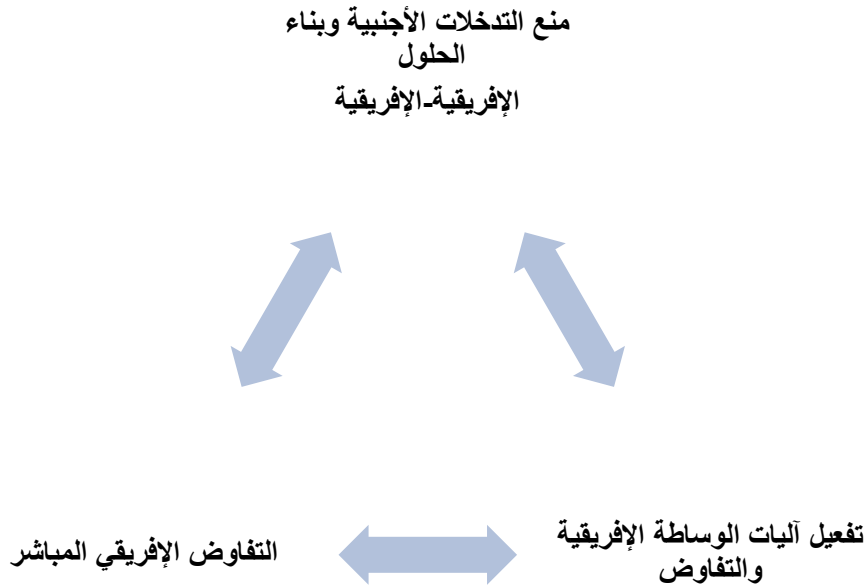 منع التدخلات الأجنبية وبناء
الحلول
الإفريقية-الإفريقية
تفعيل آليات الوساطة الإفريقية
والتفاوض
التفاوض الإفريقي المباشر